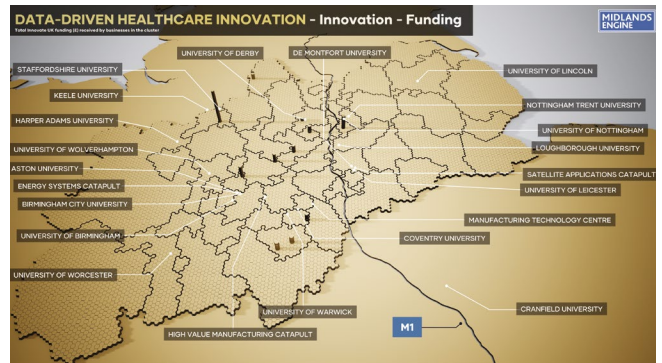 DATA-DRIVEN HEALTHCARE INNOVATION - Innovation - Funding
Total Innovate UK funding (£) received by businesses in the cluster
MIDLANDS
ENGINE
UNIVERSITY OF DERBY
DE MONTFORT UNIVERSITY
STAFFORDSHIRE UNIVERSITY
UNIVERSITY OF LINCOLN
KEELE UNIVERSITY
NOTTINGHAM TRENT UNIVERSITY
HARPER ADAMS UNIVERSITY
UNIVERSITY OF NOTTINGHAM
UNIVERSITY OF WOLVERHAMPTON
LOUGHBOROUGH UNIVERSITY
ASTON UNIVERSITY
SATELLITE APPLICATIONS CATAPULT
ENERGY SYSTEMS CATAPULT
UNIVERSITY OF LEICESTER
BIRMINGHAM CITY UNIVERSITY
MANUFACTURING TECHNOLOGY CENTRE
UNIVERSITY OF BIRMINGHAM
COVENTRY UNIVERSITY
UNIVERSITY OF WORCESTER
CRANFIELD UNIVERSITY
UNIVERSITY OF WARWICK
M1
HIGH VALUE MANUFACTURING CATAPULT